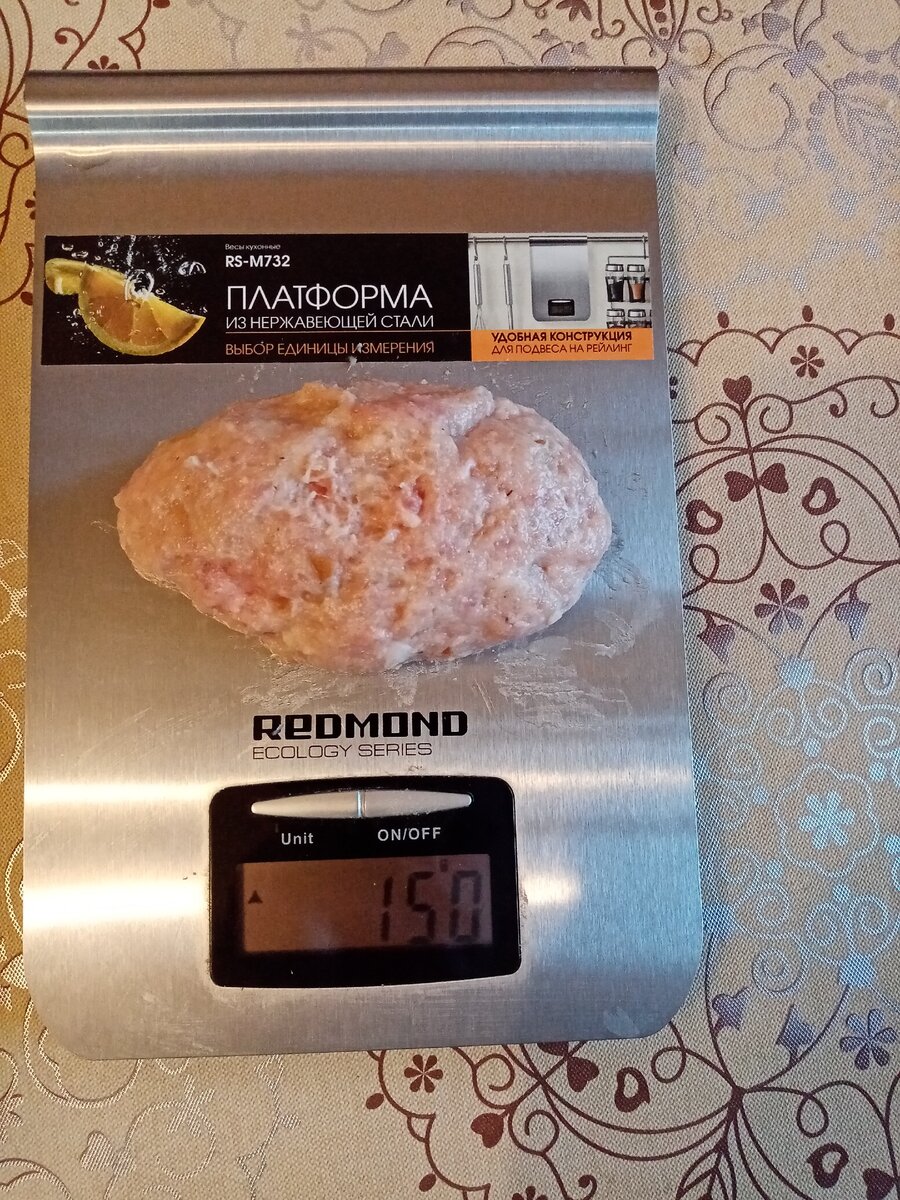 Весы кухонные
RS-M732
ПЛАТФОРМА
ИЗ НЕРЖАВЕЮЩЕЙ СТАЛИ
ВЫБОР ЕДИНИЦЫ ИЗМЕРЕНИЯ
УДОБНАЯ КОНСТРУКЦИЯ
ДЛЯ ПОДВЕСА НА РЕЙЛИНГ
REDMOND
ECOLOGY SERIES
Unit ON/OFF
150